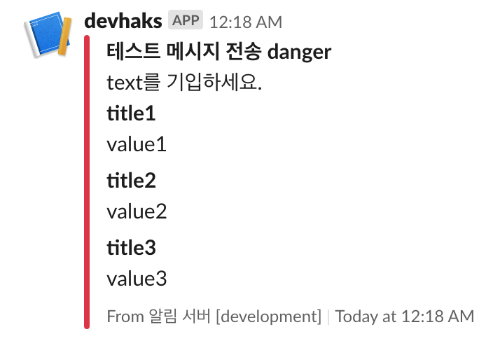 devhaks APP 12:18 AM
테스트 메시지 전송 danger
text를 기입하세요.
title1
value1
title2
value2
title3
value3
From 알림 서버 [development] | Today at 12:18 AM